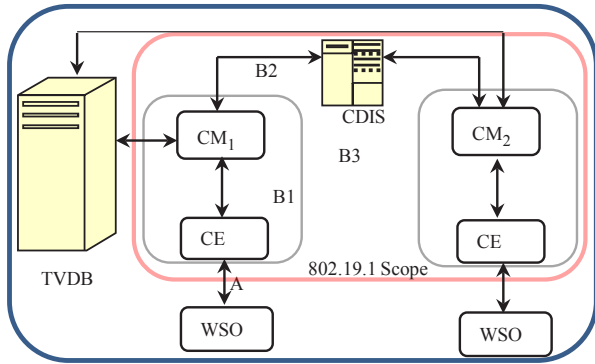 B2
CDIS
CM1
CM2
B3
B1
CE
CE
TVDB
802.19.1 Scope
A
WSO
WSO